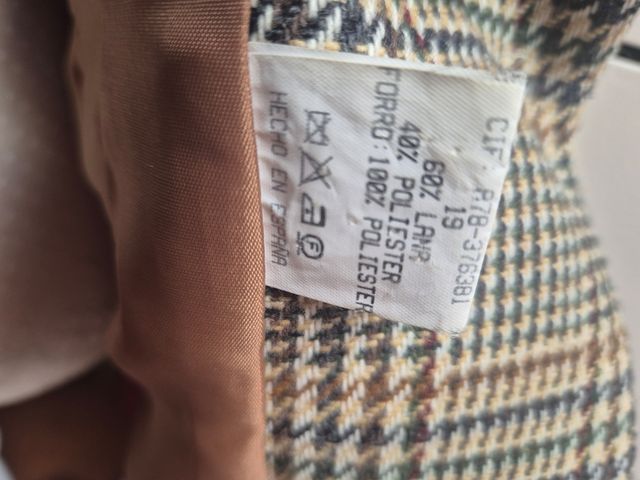 CIF: A78-376381
19
60% LANA
40% POLIESTER
FORRO: 100% POLIESTER
HECHO EN ESPAÑA